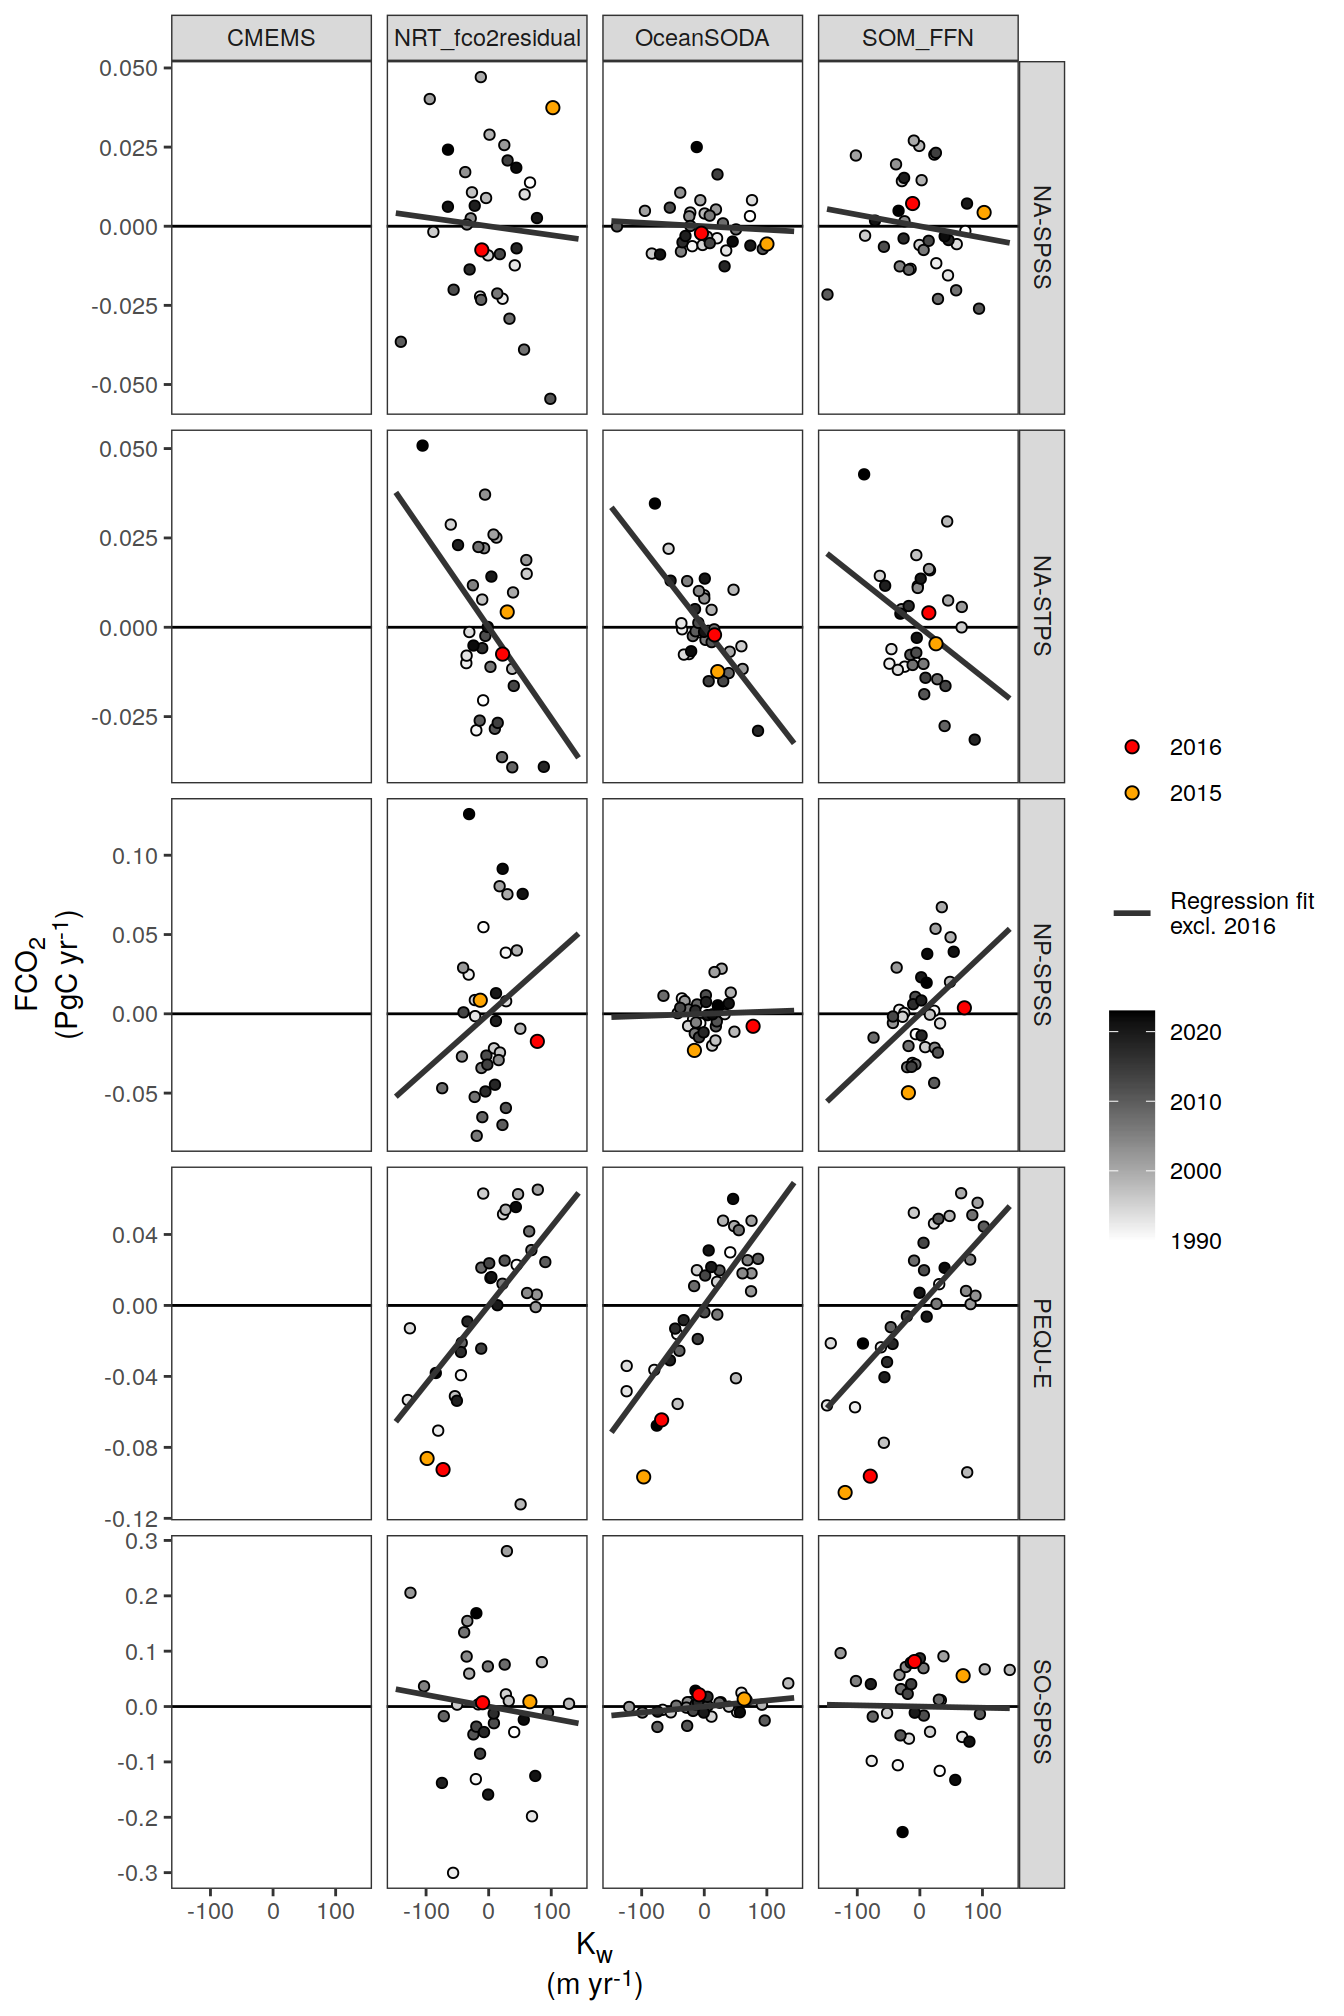 CMEMS NRT_fco2residual OceanSODA SOM_FFN
0.050
0.025
0.000
-0.025
-0.050
NA-SPSS
0.050
0.025
0.000
-0.025
NA-STPS
0.10
0.05
0.00
-0.05
NP-SPSS
0.04
0.00
-0.04
-0.08
-0.12
PEQU-E
0.3
0.2
0.1
0.0
-0.1
-0.2
-0.3
SO-SPSS
-100 0 100 -100 0 100 -100 0 100 -100 0 100
Kw
(m yr-1)
FCO2
(PgC yr-1)
2016
2015
Regression fit
excl. 2016
2020
2010
2000
1990